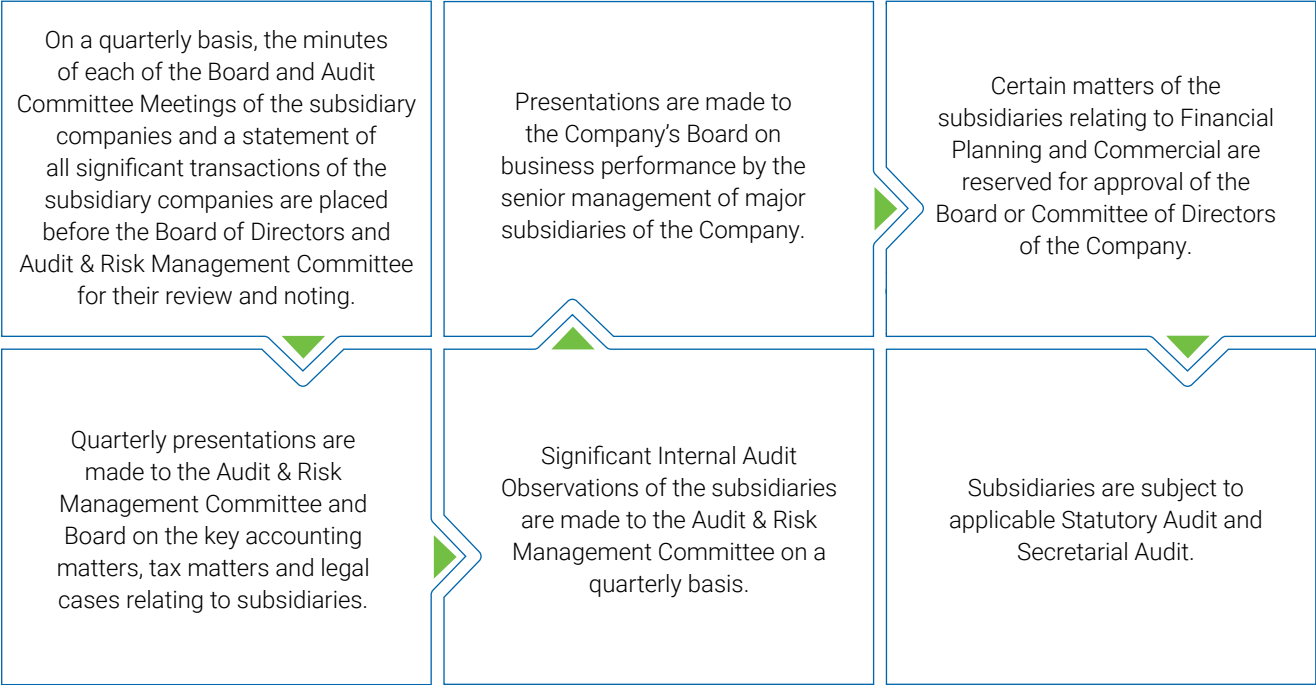 On a quarterly basis, the minutes
of each of the Board and Audit
Committee Meetings of the subsidiary
companies and a statement of
all significant transactions of the
subsidiary companies are placed
before the Board of Directors and
Audit & Risk Management Committee
for their review and noting.
Quarterly presentations are
made to the Audit & Risk
Management Committee and
Board on the key accounting
matters, tax matters and legal
cases relating to subsidiaries.
Significant Internal Audit
Observations of the subsidiaries
are made to the Audit & Risk
Management Committee on a
quarterly basis.
Presentations are made to
the Company's Board on
business performance by the
senior management of major
subsidiaries of the Company.
Certain matters of the
subsidiaries relating to Financial
Planning and Commercial are
reserved for approval of the
Board or Committee of Directors
of the Company.
Subsidiaries are subject to
applicable Statutory Audit and
Secretarial Audit.